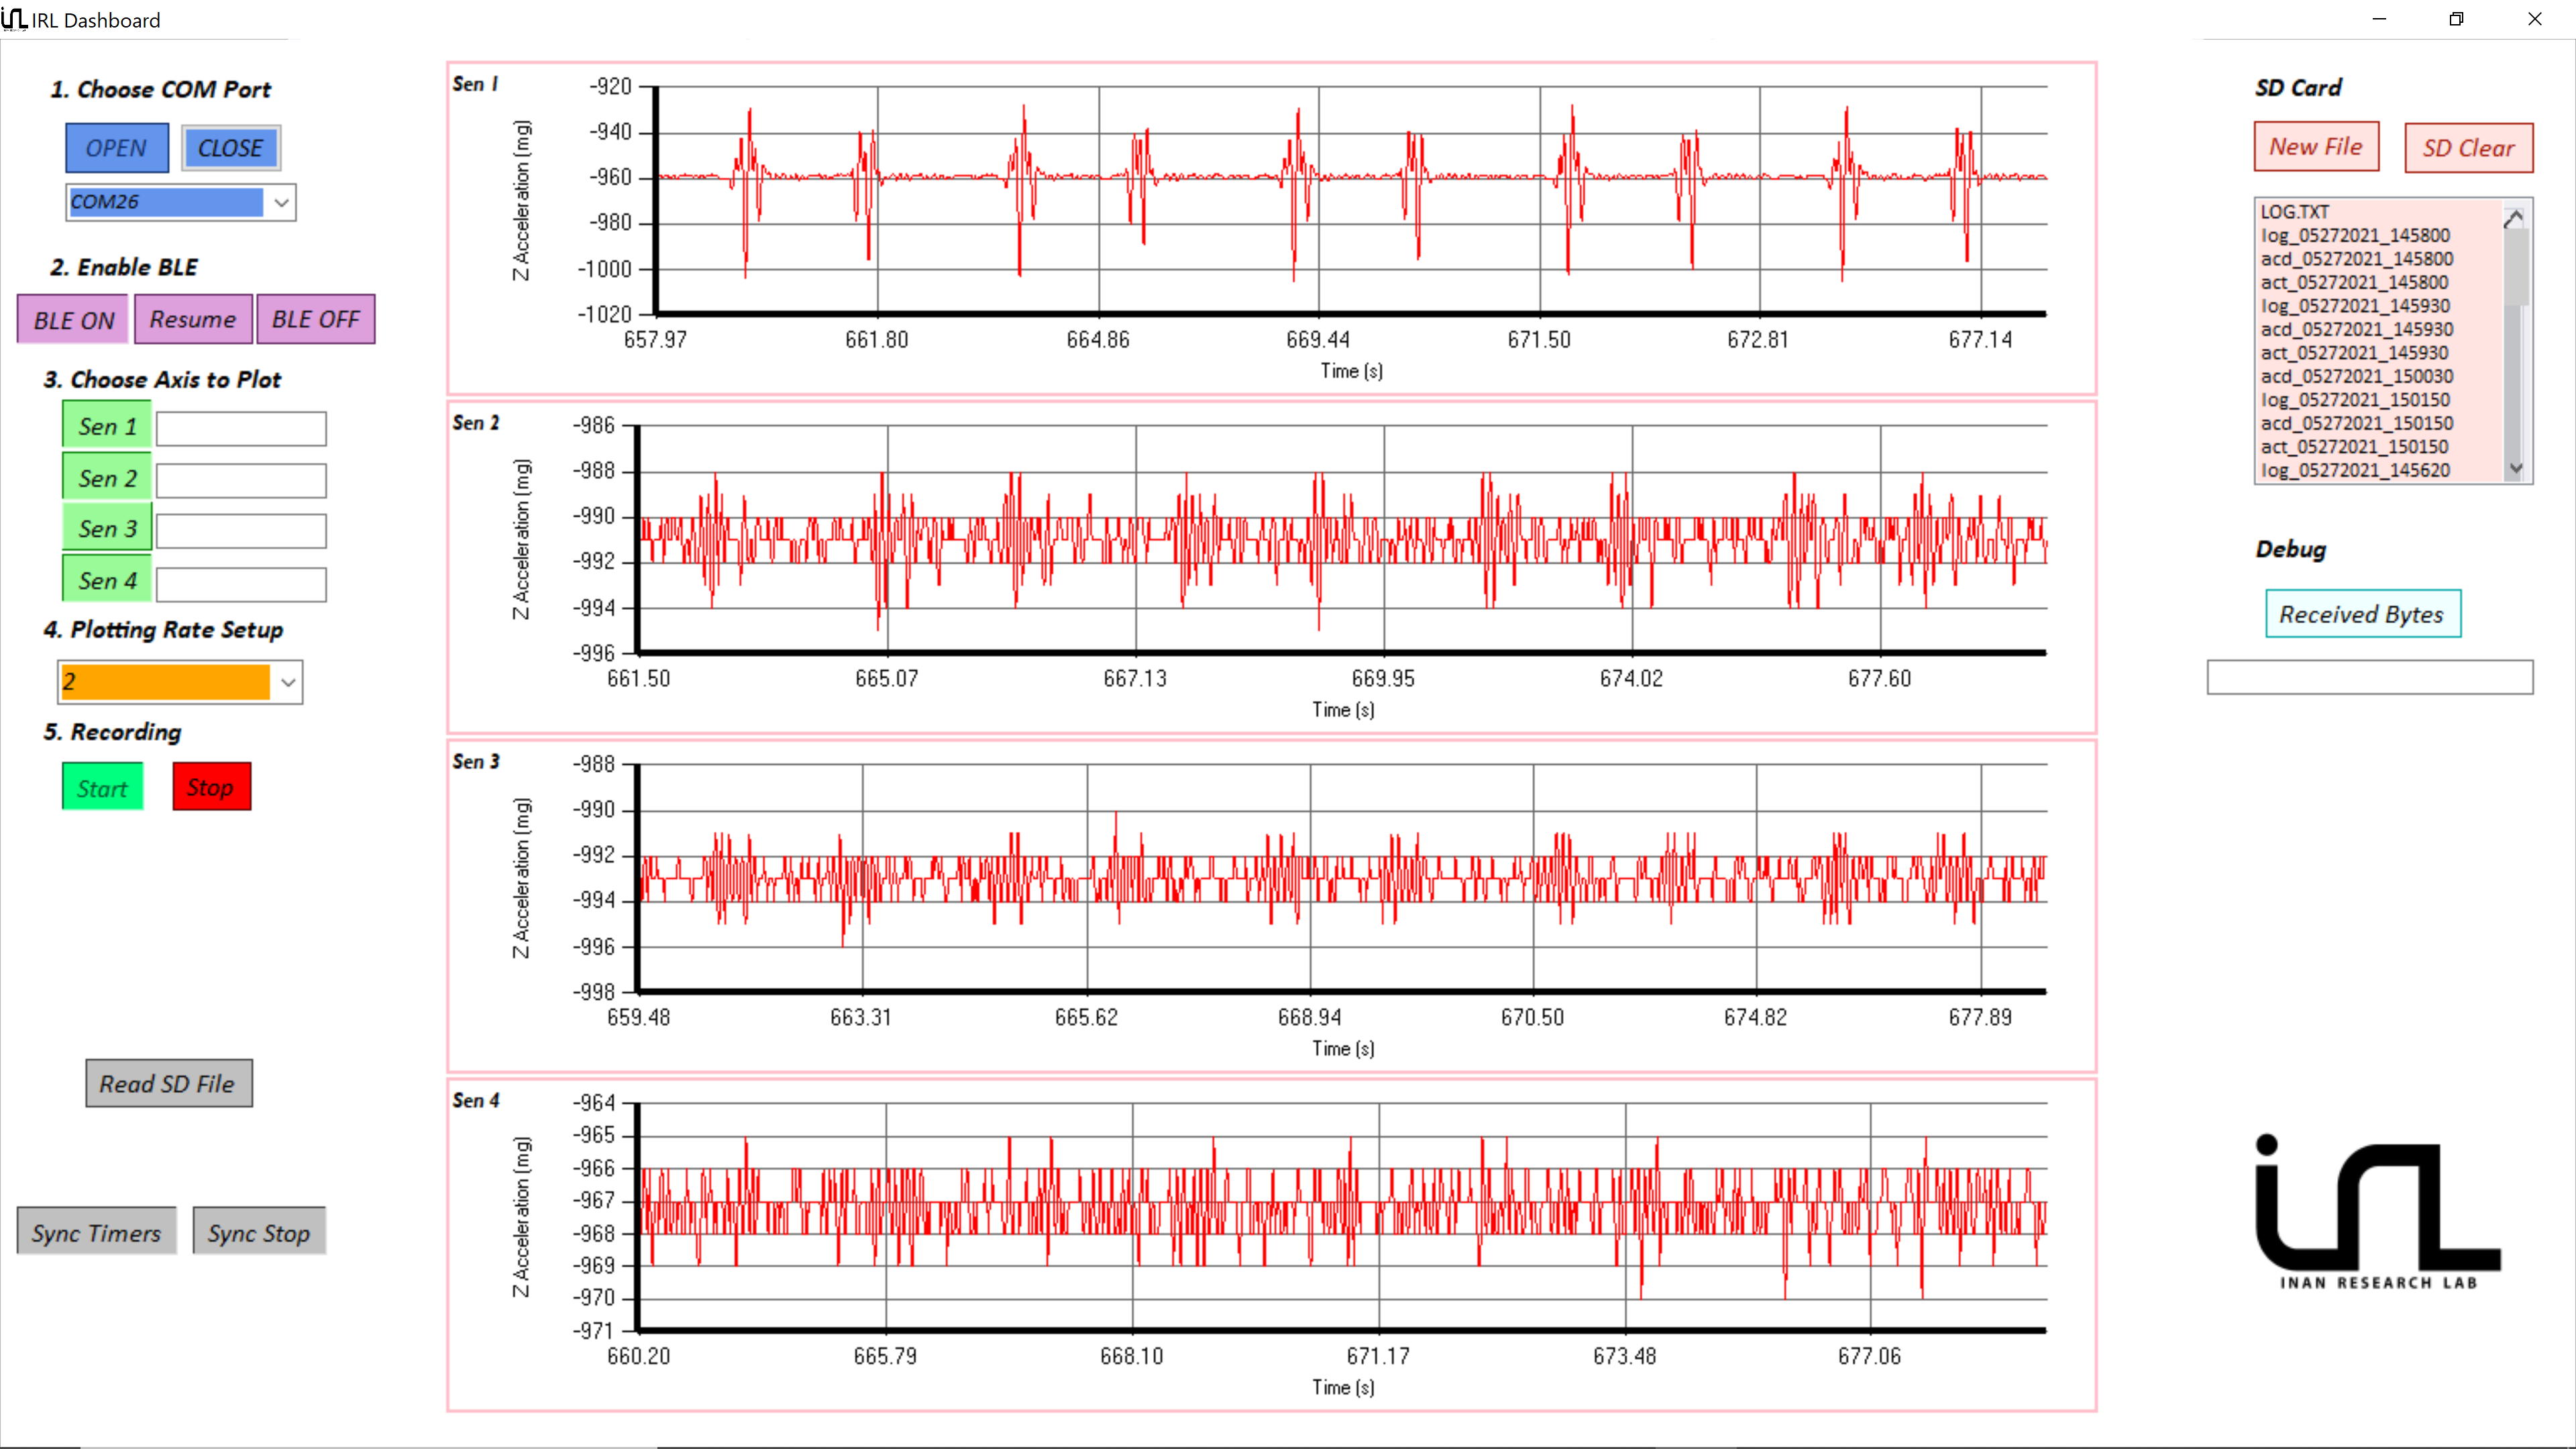 IRL Dashboard
1. Choose COM Port
OPEN CLOSE
COM26
2. Enable BLE
BLE ON Resume BLE OFF
3. Choose Axis to Plot
Sen 1
Sen 2
Sen 3
Sen 4
4. Plotting Rate Setup
2
5. Recording
Start Stop
Read SD File
Sync Timers Sync Stop
Sen 1
Z Acceleration (mg)
-920
-940
-960
-980
-1000
-1020
657.97 661.80 664.86 669.44 671.50 672.81 677.14
Time (s)
Sen 2
Z Acceleration (mg)
-986
-988
-990
-992
-994
-996
661.50 665.07 667.13 669.95 674.02 677.60
Time (s)
Sen 3
Z Acceleration (mg)
-988
-990
-992
-994
-996
-998
659.48 663.31 665.62 668.94 670.50 674.82 677.89
Time (s)
Sen 4
Z Acceleration (mg)
-964
-965
-966
-967
-968
-969
-970
-971
660.20 665.79 668.10 671.17 673.48 677.06
Time (s)
SD Card
New File SD Clear
LOG.TXT
log_05272021_145800
acd_05272021_145800
act_05272021_145800
log_05272021_145930
acd_05272021_145930
act_05272021_145930
acd_05272021_150030
log_05272021_150150
acd_05272021_150150
act_05272021_150150
log_05272021_145620
Debug
Received Bytes
irl
INAN RESEARCH LAB